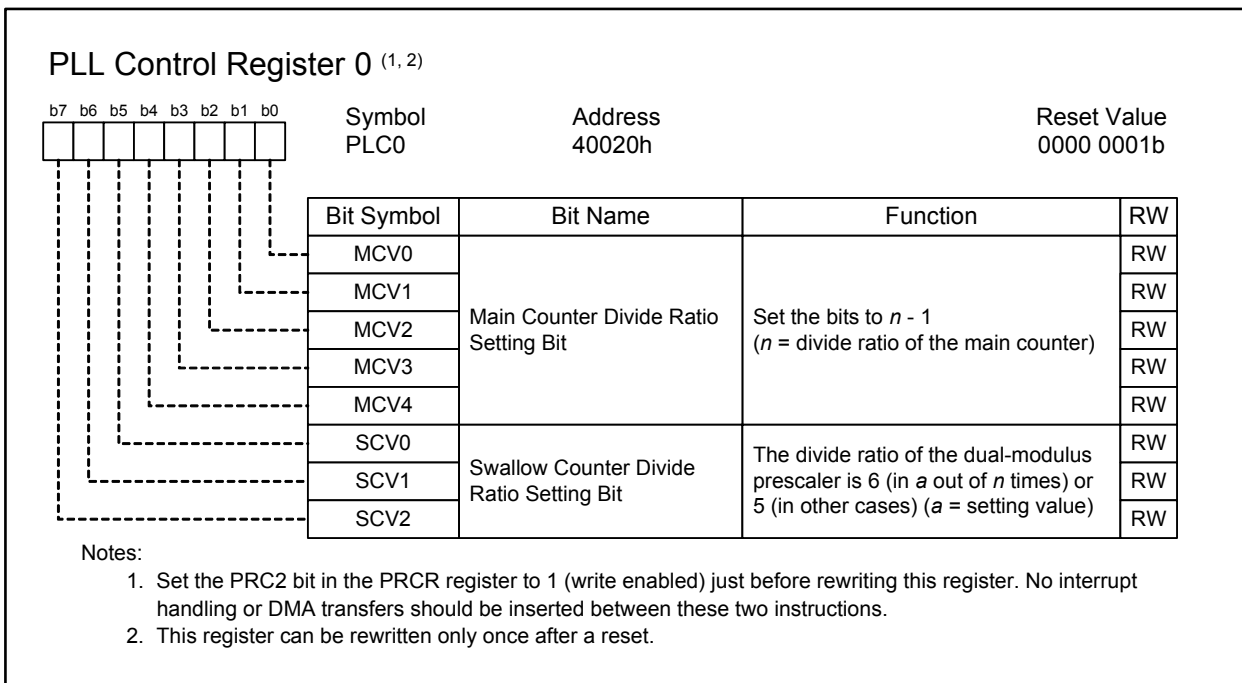 PLL Control Register 0 (1, 2)
b7 b6 b5 b4 b3 b2 b1 b0
Symbol Address Reset Value
PLC0 40020h 0000 0001b
Bit Symbol Bit Name Function RW
MCV0 RW
MCV1 RW
MCV2 RW
MCV3 RW
MCV4 RW
Main Counter Divide Ratio
Setting Bit
Set the bits to n - 1
(n = divide ratio of the main counter)
SCV0 RW
SCV1 RW
SCV2 RW
Swallow Counter Divide
Ratio Setting Bit
The divide ratio of the dual-modulus
prescaler is 6 (in a out of n times) or
5 (in other cases) (a = setting value)
Notes:
1. Set the PRC2 bit in the PRCR register to 1 (write enabled) just before rewriting this register. No interrupt
handling or DMA transfers should be inserted between these two instructions.
2. This register can be rewritten only once after a reset.